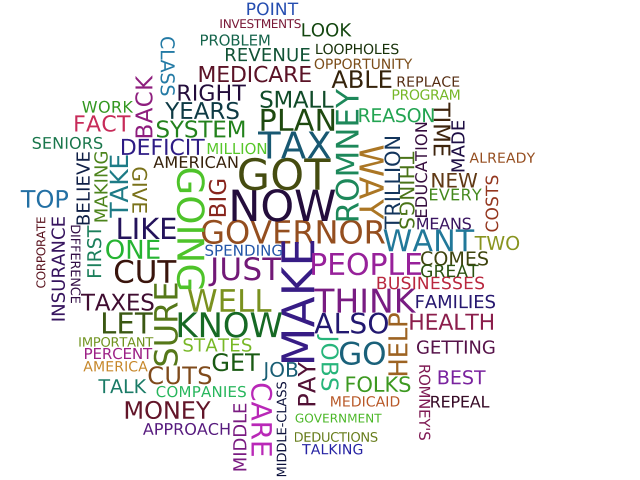 POINT
INVESTMENTS
LOOK
PROBLEM
LOOPHOLES
REVENUE
OPPORTUNITY
CLASS
MEDICARE
ABLE
REPLACE
RIGHT
BACK
SMALL
PROGRAM
WORK
YEARS
PLAN
ROMNEY
REASON
TIME
FACT
SYSTEM
MADE
SENIORS
DEFICIT
MILLION
TAX
EDUCATION
AMERICAN
WAY
TRILLION
THINGS
ALREADY
BELIEVE
MAKING
TAKE
GIVE
GOING
BIG
GOT
NEW
EVERY
COSTS
TOP
NOW
CORPORATE
INSURANCE
DIFFERENCE
FIRST
LIKE
GOVERNOR
MEANS
ONE
SPENDING
WANT
TWO
CUT
JUST
MAKE
PEOPLE
COMES
GREAT
BUSINESSES
TAXES
SURE
WELL
THINK
FAMILIES
LET
KNOW
ALSO
HELP
HEALTH
IMPORTANT
STATES
JOBS
GO
GETTING
PERCENT
AMERICA
GET
JOB
PAY
CUTS
ROMNEY'S
BEST
TALK
COMPANIES
CARE
MIDDLE-CLASS
FOLKS
MONEY
MIDDLE
MEDICAID
REPEAL
APPROACH
GOVERNMENT
DEDUCTIONS
TALKING